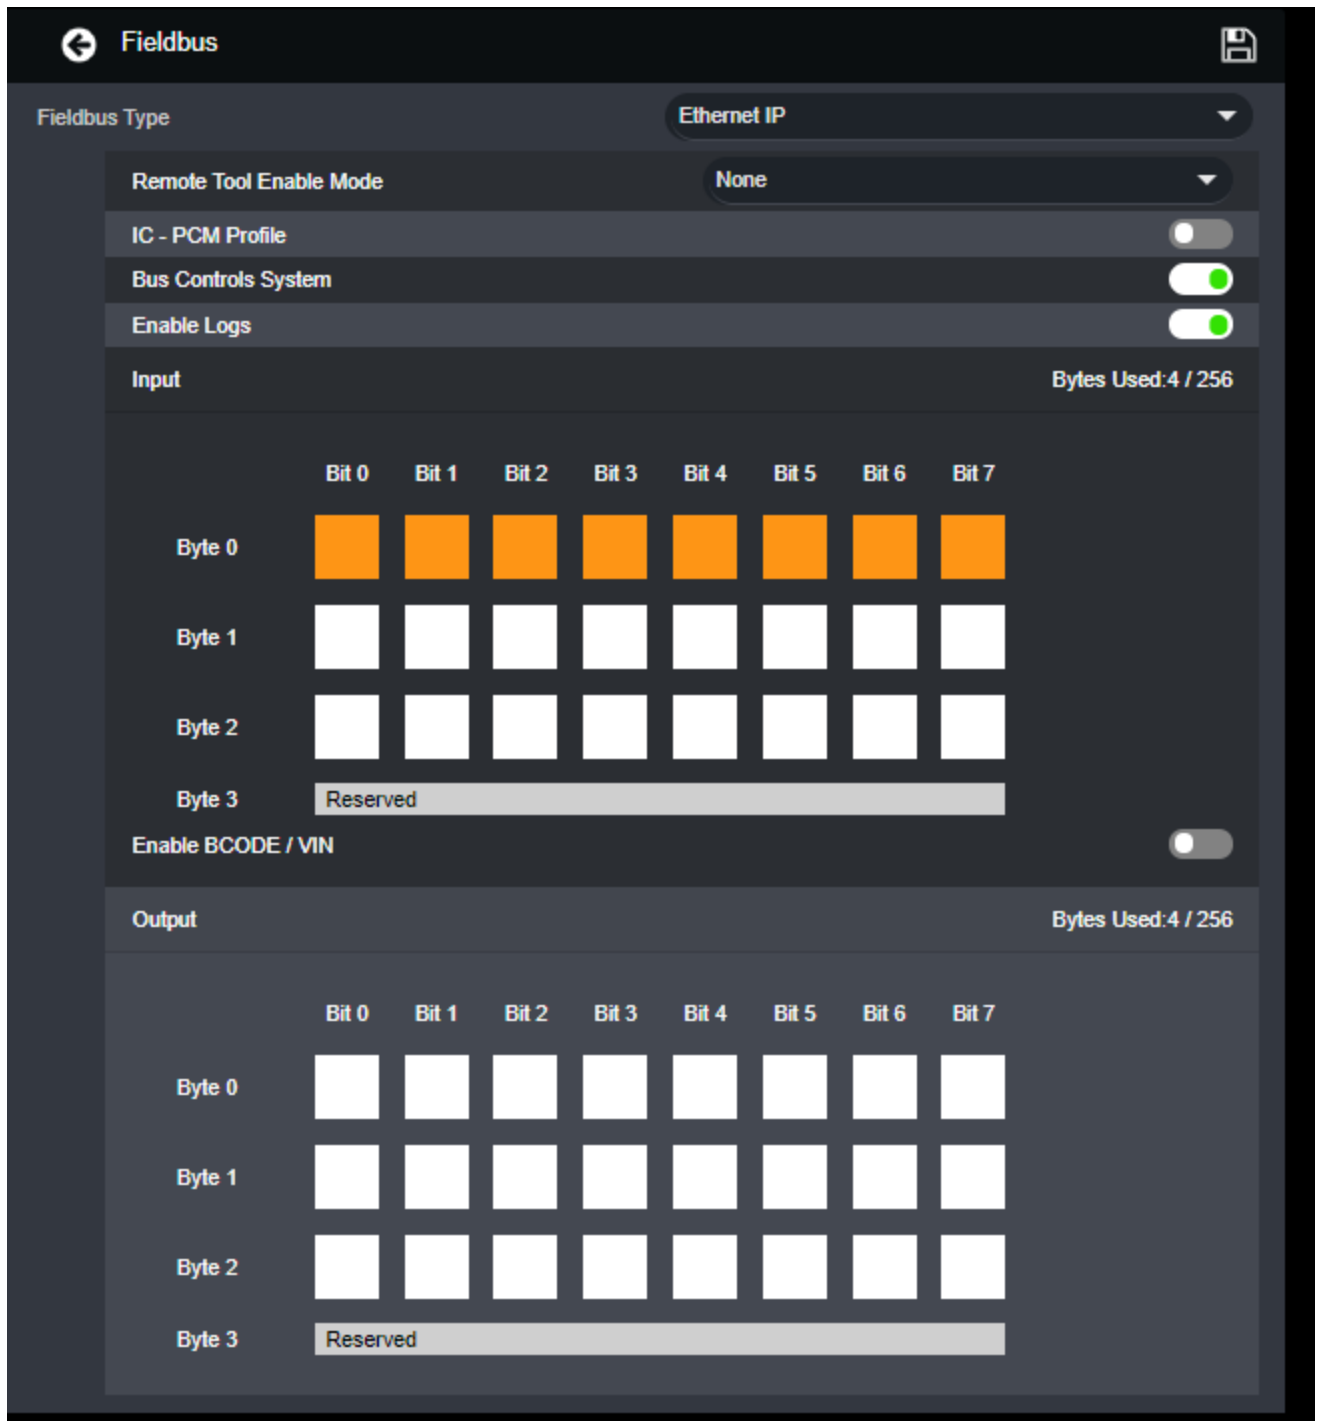 Fieldbus
Fieldbus Type Ethernet IP
Remote Tool Enable Mode None
IC - PCM Profile
Bus Controls System
Enable Logs
Input Bytes Used:4 / 256
Bit 0 Bit 1 Bit 2 Bit 3 Bit 4 Bit 5 Bit 6 Bit 7
Byte 0
Byte 1
Byte 2
Byte 3 Reserved
Enable BCODE / VIN
Output Bytes Used:4 / 256
Bit 0 Bit 1 Bit 2 Bit 3 Bit 4 Bit 5 Bit 6 Bit 7
Byte 0
Byte 1
Byte 2
Byte 3 Reserved